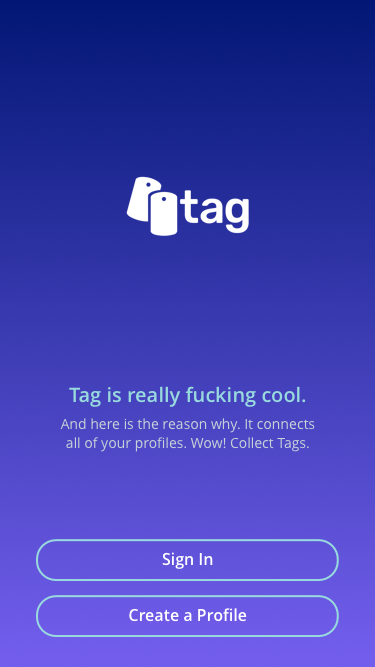 tag
Tag is really fucking cool.
And here is the reason why. It connects
all of your profiles. Wow! Collect Tags.
Sign In
Create a Profile